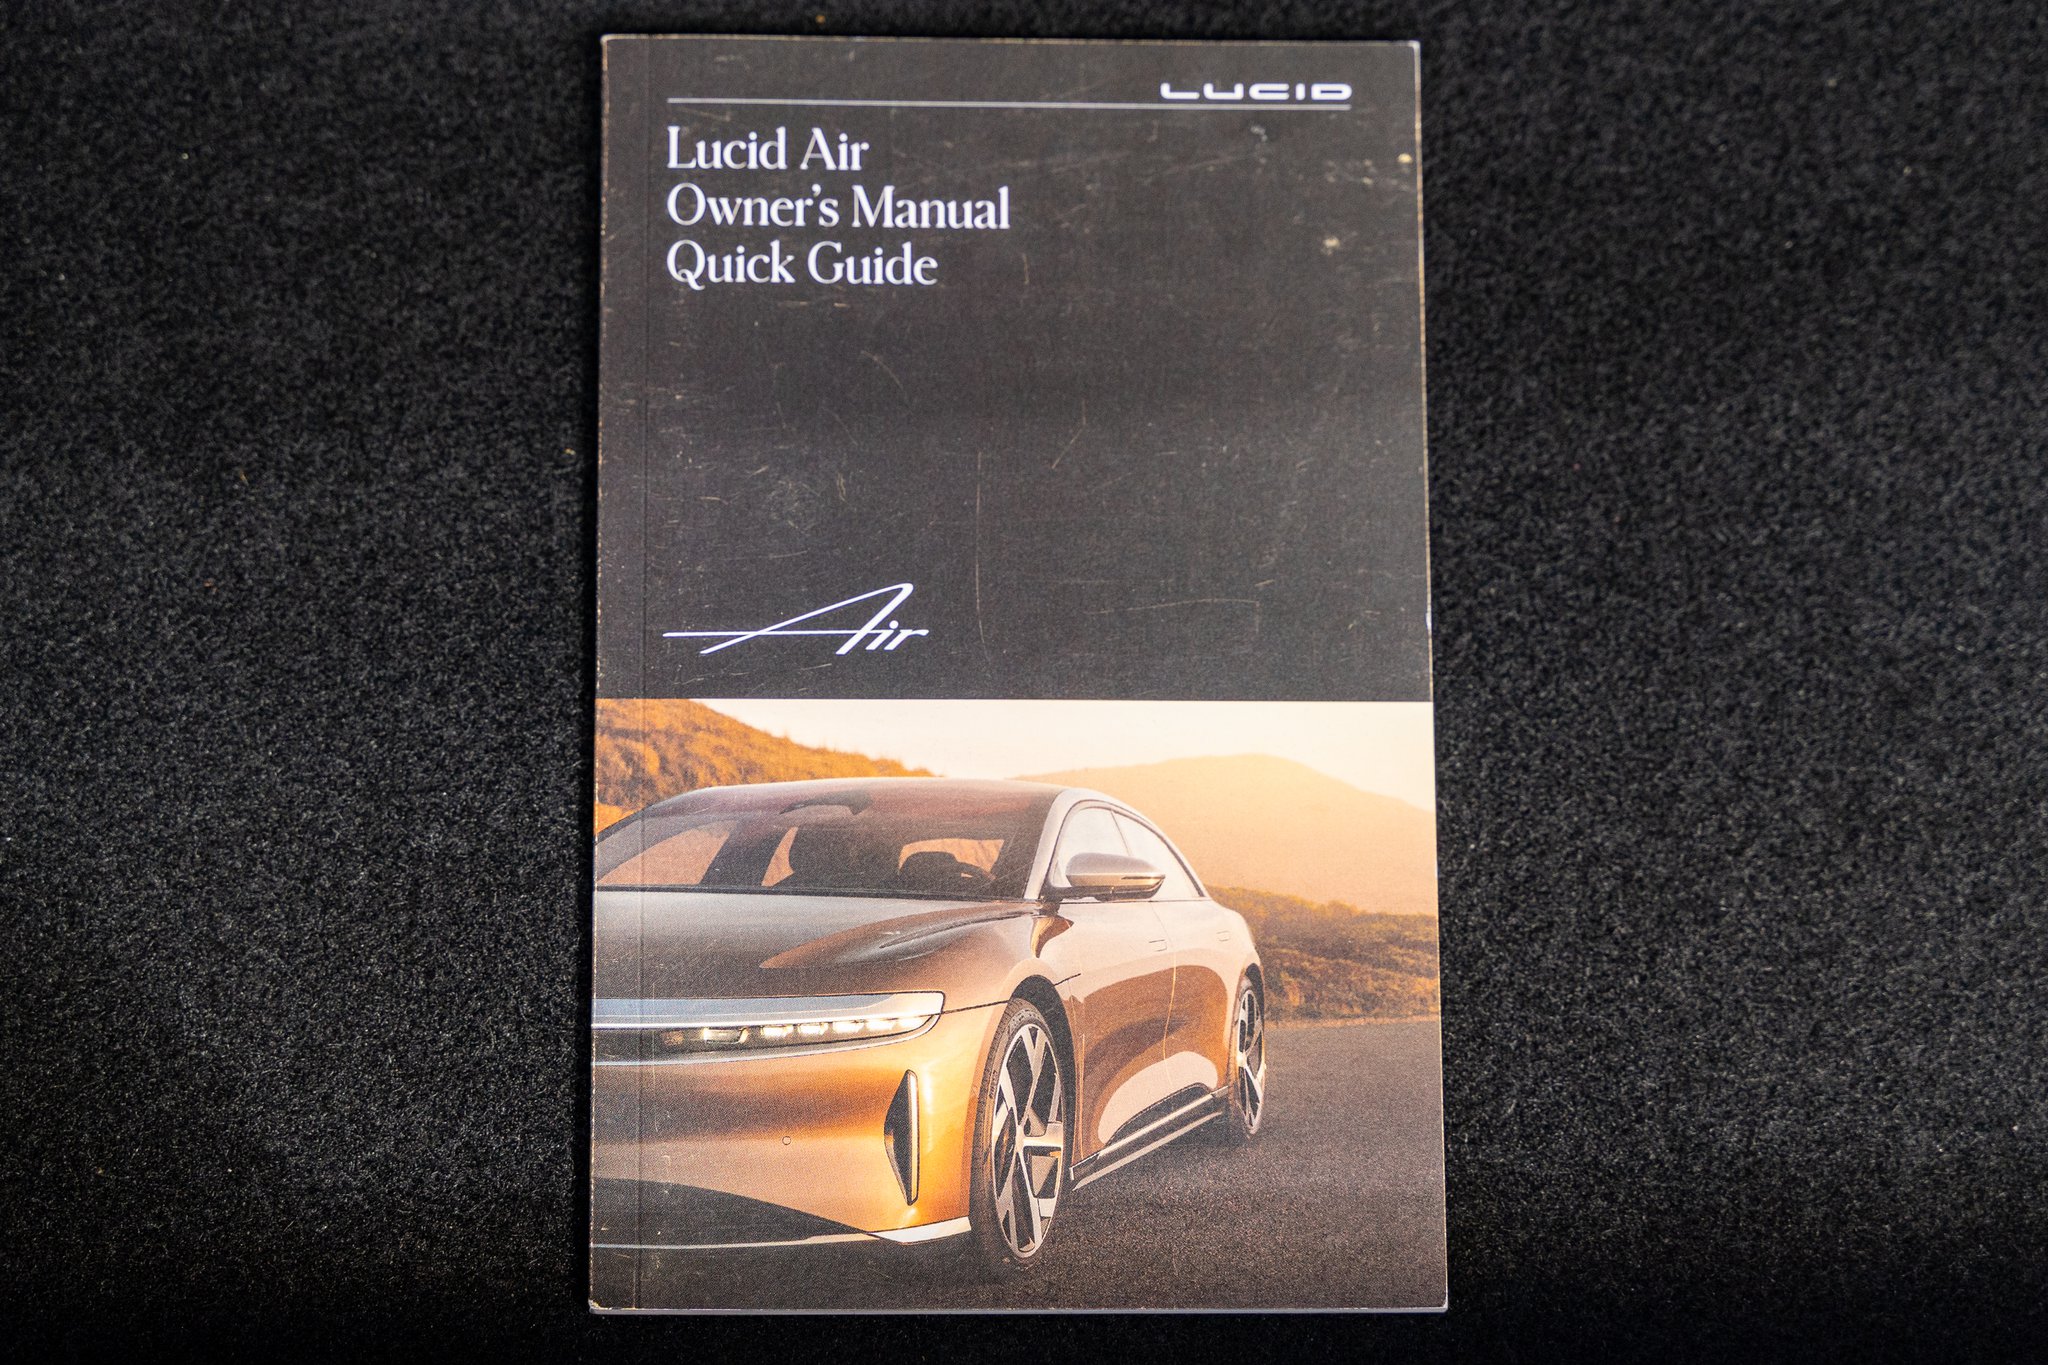 LUCID
Lucid Air
Owner's Manual
Quick Guide
Air